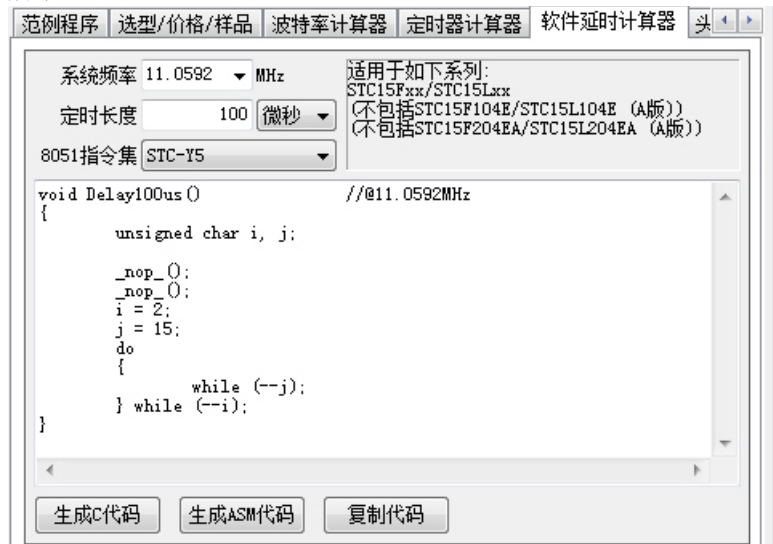 范例程序 选型/价格/样品 波特率计算器 定时器计算器 软件延时计算器 头
系统频率 11.0592 MHz
定时长度 100 微秒
8051指令集 STC-Y5
适用于如下系列:
STC15Fxx/STC15Lxx
(不包括STC15F104E/STC15L104E (A版))
(不包括STC15F204EA/STC15L204EA (A版))
void Delay100us() //@11.0592MHz
{
unsigned char i, j;
_nop_();
_nop_();
i = 2;
j = 15;
do
{
while (--j);
} while (--i);
}
生成C代码 生成ASM代码 复制代码